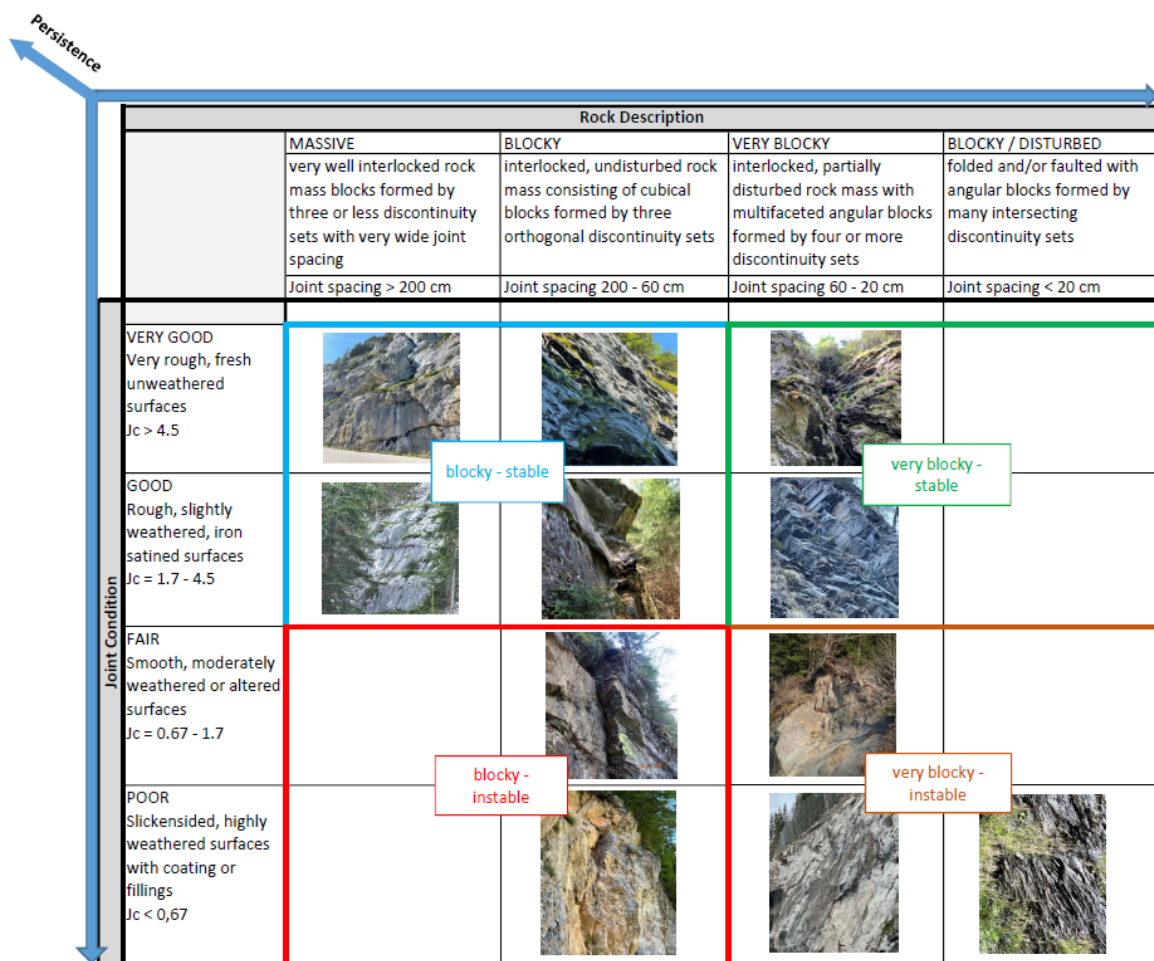 Persistence
Rock Description
MASSIVE
very well interlocked rock
mass blocks formed by
three or less discontinuity
sets with very wide joint
spacing
Joint spacing > 200 cm
BLOCKY
interlocked, undisturbed rock
mass consisting of cubical
blocks formed by three
orthogonal discontinuity sets
Joint spacing 200 - 60 cm
VERY BLOCKY
interlocked, partially
disturbed rock mass with
multifaceted angular blocks
formed by four or more
discontinuity sets
Joint spacing 60 - 20 cm
BLOCKY / DISTURBED
folded and/or faulted with
angular blocks formed by
many intersecting
discontinuity sets
Joint spacing < 20 cm
Joint Condition
VERY GOOD
Very rough, fresh
unweathered
surfaces
Jc > 4.5
GOOD
Rough, slightly
weathered, iron
satined surfaces
Jc = 1.7 - 4.5
blocky - stable
very blocky -
stable
FAIR
Smooth, moderately
weathered or altered
surfaces
Jc = 0.67 - 1.7
POOR
Slickensided, highly
weathered surfaces
with coating or
fillings
Jc < 0,67
blocky -
instable
very blocky -
instable